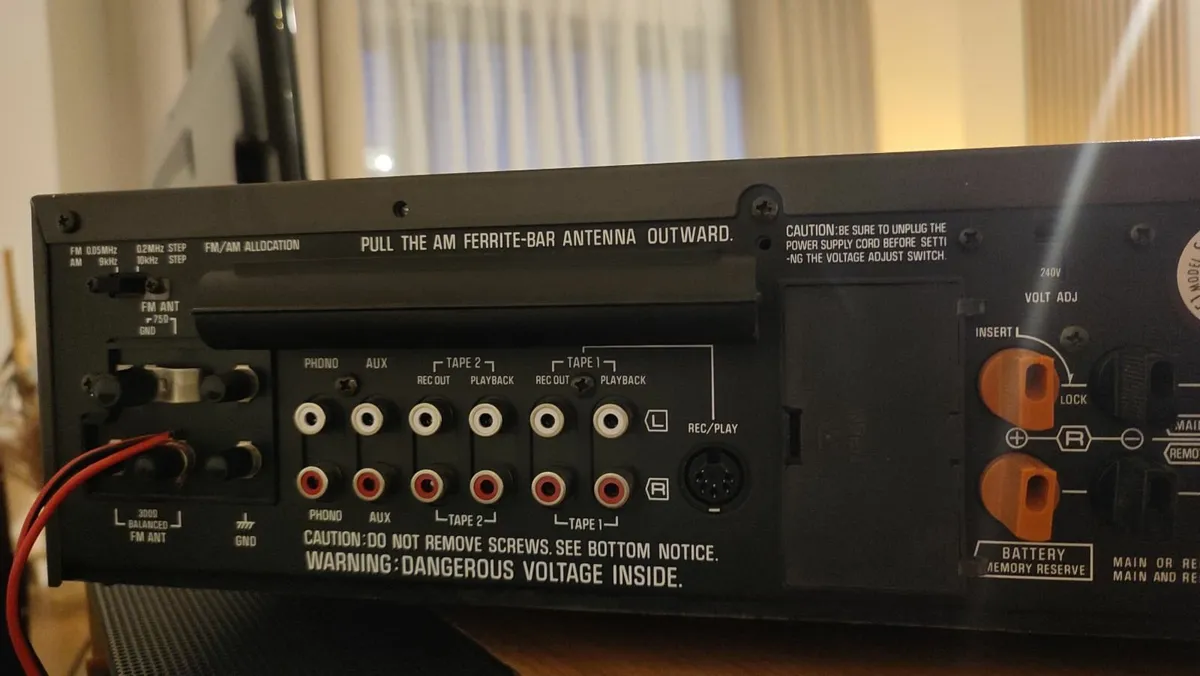 FM 0.05MHz 0.2MHz STEP
AM 9kHz 10kHz STEP
FM/AM ALLOCATION
PULL THE AM FERRITE-BAR ANTENNA OUTWARD.
CAUTION: BE SURE TO UNPLUG THE
POWER SUPPLY CORD BEFORE SETTI
-NG THE VOLTAGE ADJUST SWITCH.
240V
VOLT ADJ
MODEL
FM ANT
75Ω
GND
INSERT
LOCK
PHONO AUX TAPE 2 TAPE 1
REC OUT PLAYBACK REC OUT PLAYBACK
L
REC/PLAY
+ R -
R
PHONO AUX TAPE 2 TAPE 1
300Ω
BALANCED
FM ANT
GND
CAUTION: DO NOT REMOVE SCREWS. SEE BOTTOM NOTICE.
WARNING: DANGEROUS VOLTAGE INSIDE.
BATTERY
MEMORY RESERVE
MAIN
REMO
MAIN OR RE
MAIN AND RE